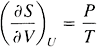 (∂S/∂V)_U = P/T